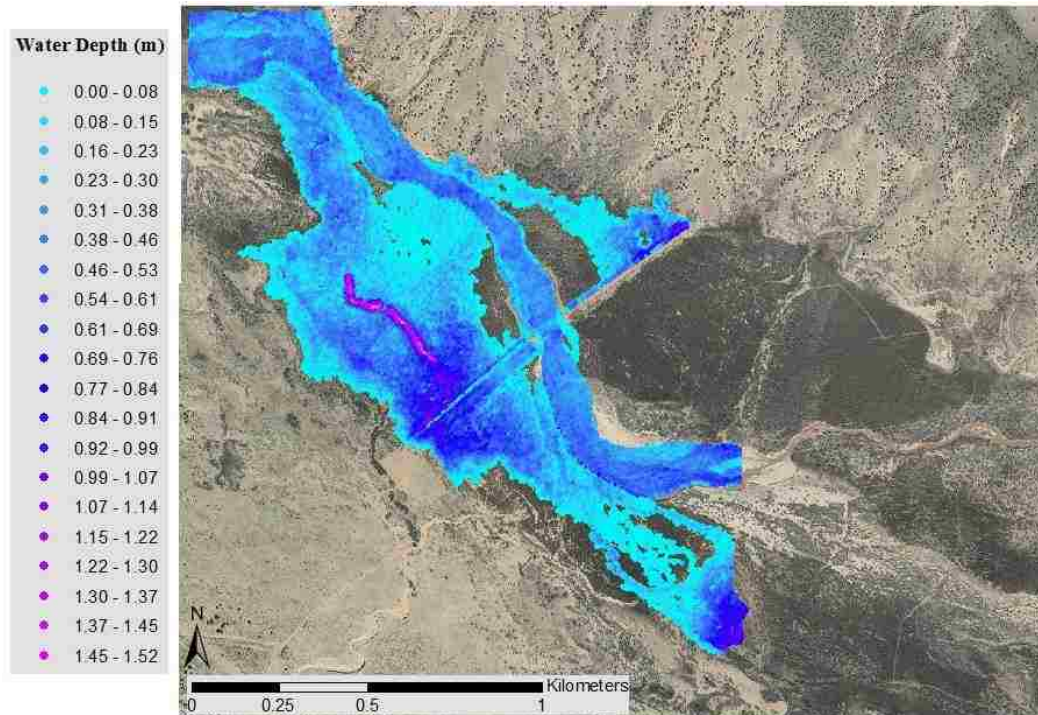 Water Depth (m)
0.00 - 0.08
0.08 - 0.15
0.16 - 0.23
0.23 - 0.30
0.31 - 0.38
0.38 - 0.46
0.46 - 0.53
0.54 - 0.61
0.61 - 0.69
0.69 - 0.76
0.77 - 0.84
0.84 - 0.91
0.92 - 0.99
0.99 - 1.07
1.07 - 1.14
1.15 - 1.22
1.22 - 1.30
1.30 - 1.37
1.37 - 1.45
1.45 - 1.52
N
Kilometers
0 0.25 0.5 1